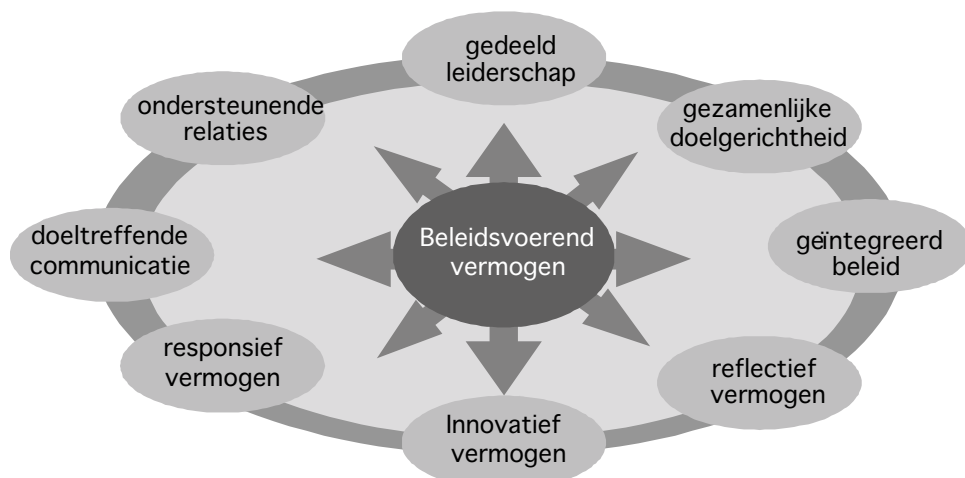 gedeeld
leiderschap
ondersteunende
relaties
gezamenlijke
doelgerichtheid
doeltreffende
communicatie
Beleidsvoerend
vermogen
geïntegreerd
beleid
responsief
vermogen
reflectief
vermogen
Innovatief
vermogen